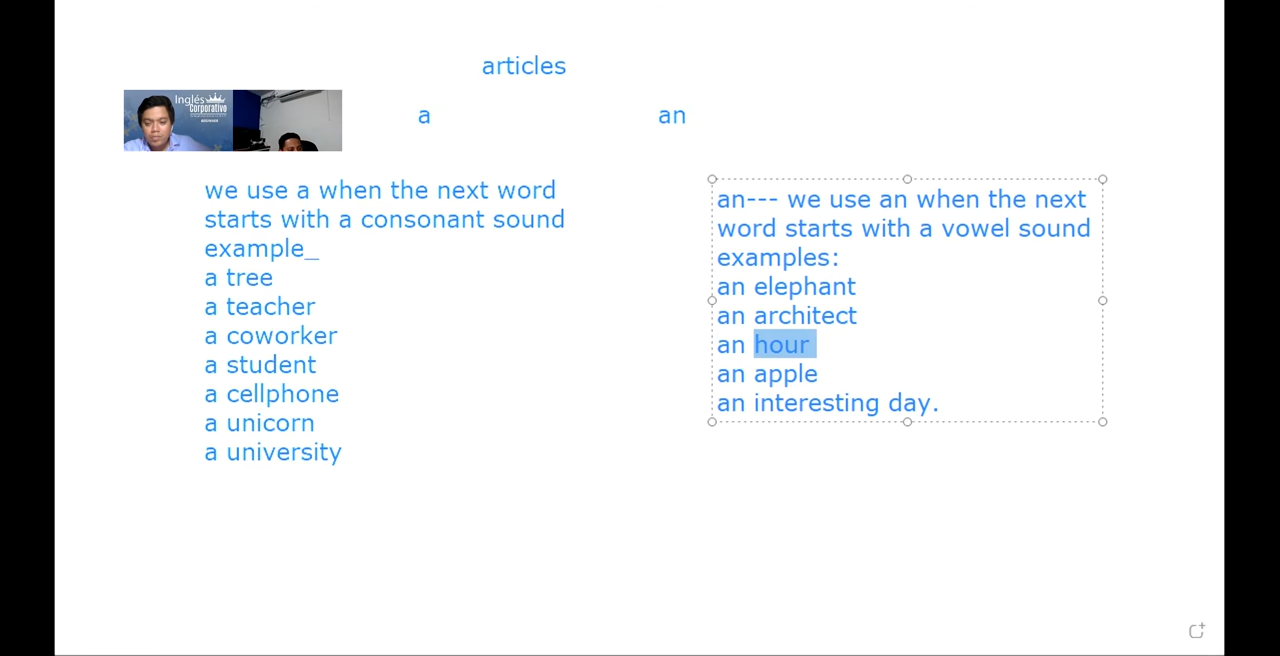 articles
Inglés
Corporativo
a
an
we use a when the next word
starts with a consonant sound
example_
a tree
a teacher
a coworker
a student
a cellphone
a unicorn
a university
an--- we use an when the next
word starts with a vowel sound
examples:
an elephant
an architect
an hour
an apple
an interesting day.